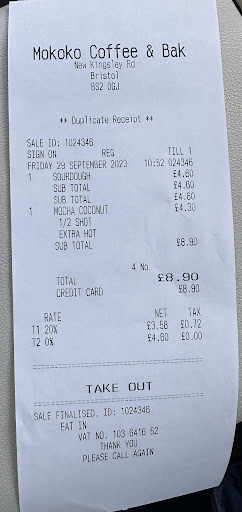 Mokoko Coffee & Bak
New Kingsley Rd
Bristol
BS2 0GJ
** Duplicate Receipt **
SALE ID: 1024346
SIGN ON REG TILL 1
FRIDAY 29 SEPTEMBER 2023 10:52 024346
1 SOURDOUGH £4.60
SUB TOTAL £4.60
SUB TOTAL £4.60
1 MOCHA COCONUT £4.30
1/2 SHOT
EXTRA HOT
SUB TOTAL £8.90
4 No
TOTAL £8.90
CREDIT CARD £8.90
RATE NET TAX
T1 20% £3.58 £0.72
T2 0% £4.60 £0.00
TAKE OUT
SALE FINALISED, ID: 1024346
EAT IN
VAT NO. 103 6416 52
THANK YOU
PLEASE CALL AGAIN